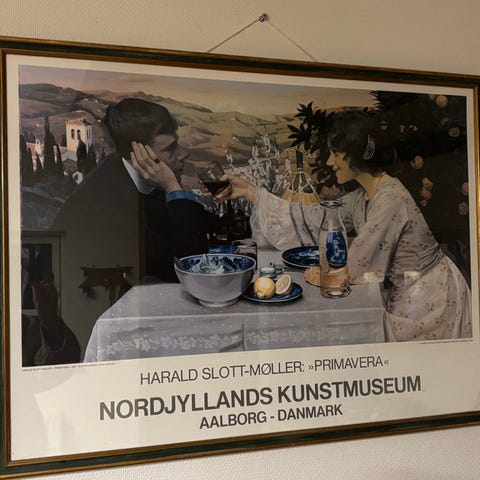 HARALD SLOTT-MØLLER: »PRIMAVERA«
NORDJYLLANDS KUNSTMUSEUM
AALBORG - DANMARK